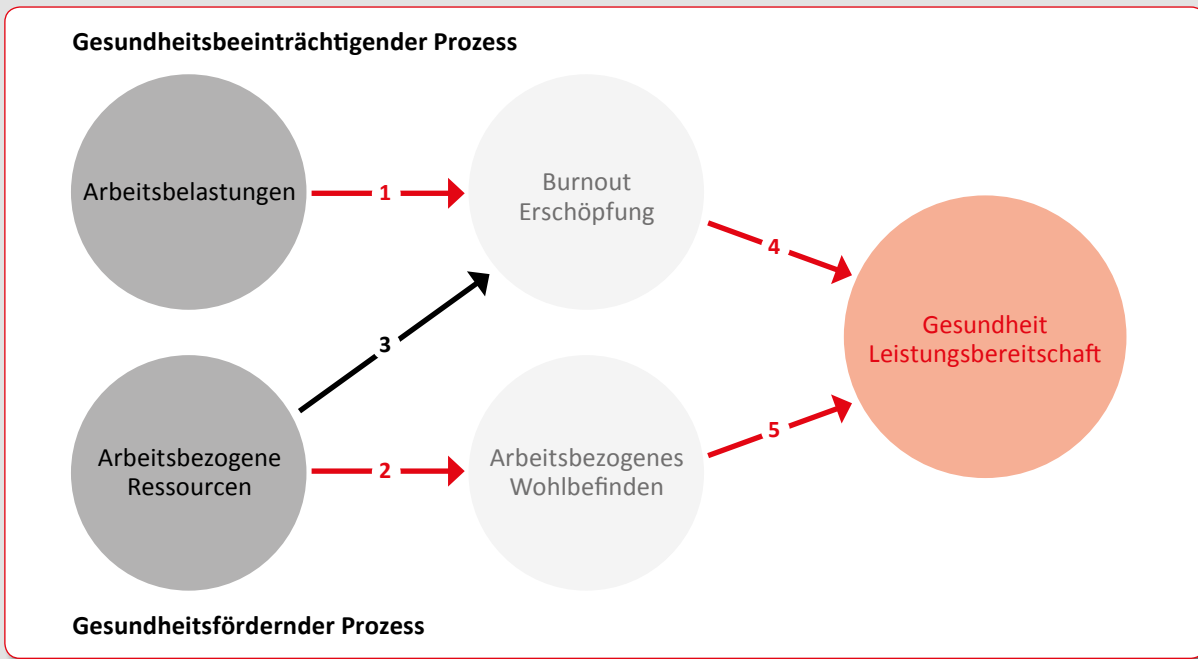 Gesundheitsbeeinträchtigender Prozess
Arbeitsbelastungen
1
Burnout
Erschöpfung
4
Gesundheit
Leistungsbereitschaft
3
Arbeitsbezogene
Ressourcen
2
Arbeitsbezogenes
Wohlbefinden
5
Gesundheitsfördernder Prozess